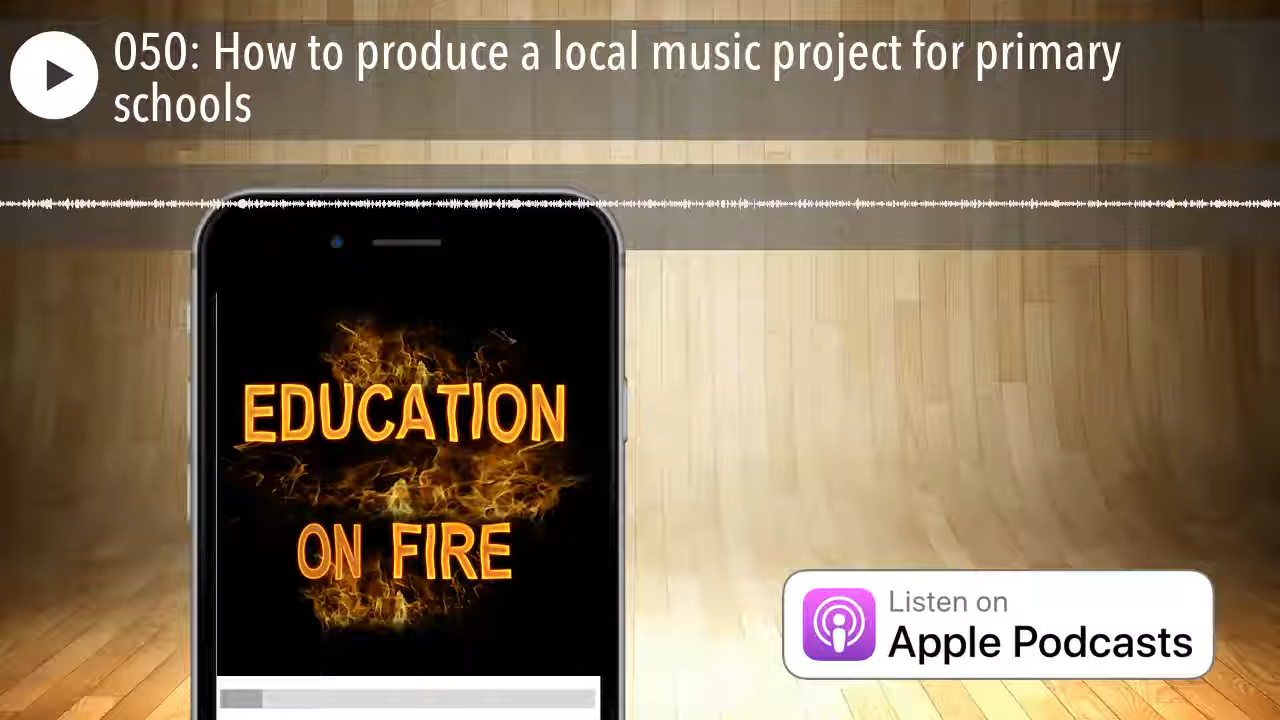 050: How to produce a local music project for primary
schools
EDUCATION
ON FIRE
Listen on
Apple Podcasts